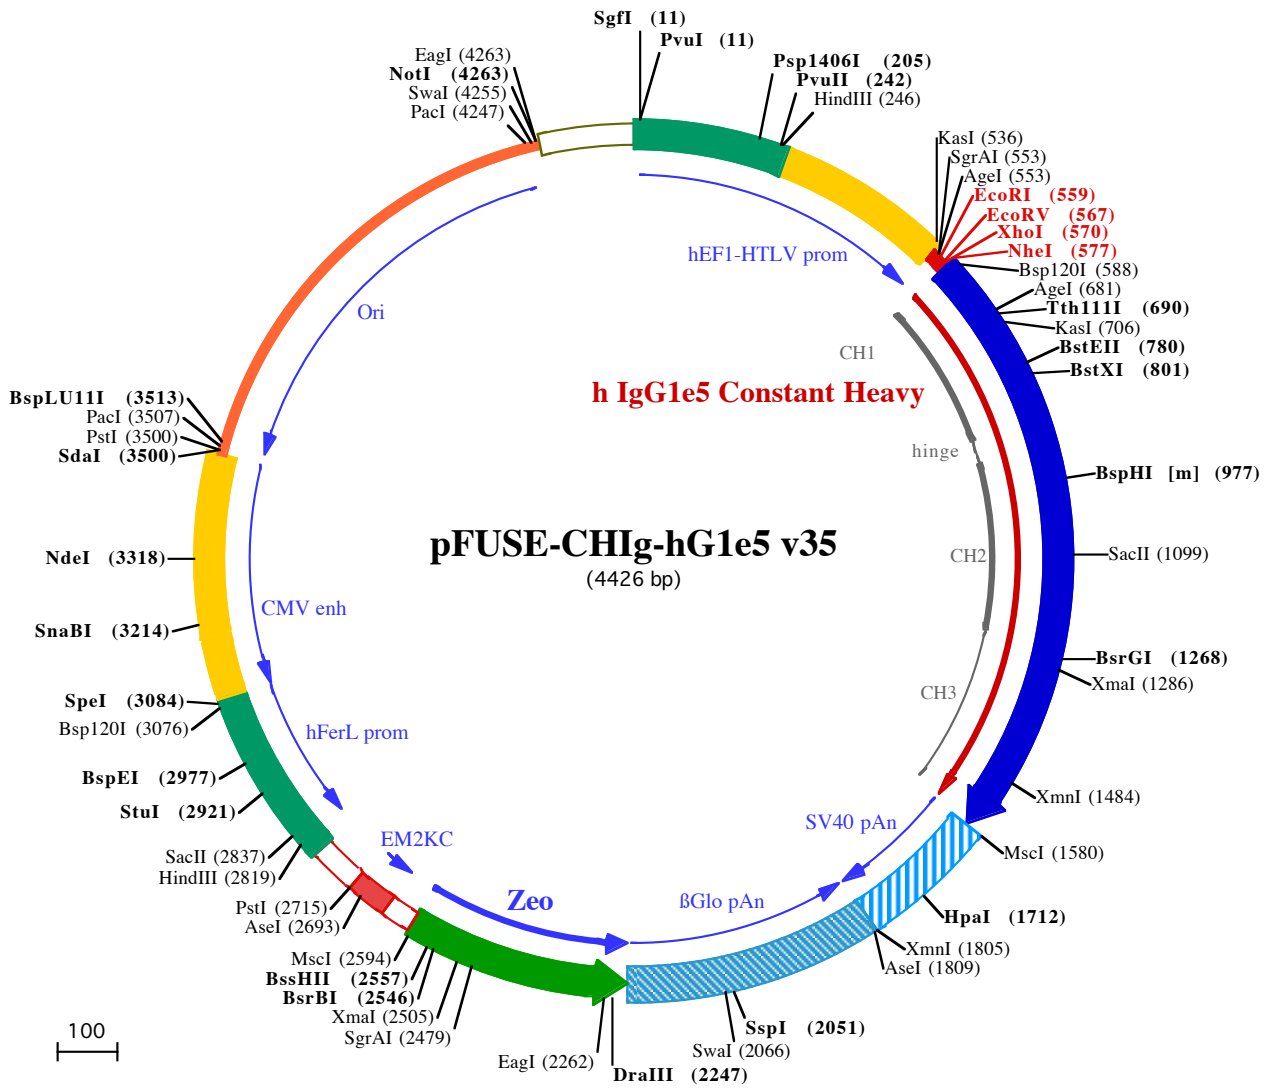 SgfI (11)
PvuI (11)
EagI (4263)
NotI (4263)
SwaI (4255)
PacI (4247)
Psp1406I (205)
PvuII (242)
HindIII (246)
KasI (536)
SgrAI (553)
AgeI (553)
EcoRI (559)
EcoRV (567)
XhoI (570)
NheI (577)
Bsp120I (588)
AgeI (681)
Tth111I (690)
KasI (706)
BstEII (780)
BstXI (801)
BspHI [m] (977)
SacII (1099)
BsrGI (1268)
XmaI (1286)
XmnI (1484)
MscI (1580)
HpaI (1712)
XmnI (1805)
AseI (1809)
SspI (2051)
SwaI (2066)
DraIII (2247)
EagI (2262)
SgrAI (2479)
XmaI (2505)
BsrBI (2546)
BssHII (2557)
MscI (2594)
AseI (2693)
PstI (2715)
HindIII (2819)
SacII (2837)
StuI (2921)
BspEI (2977)
Bsp120I (3076)
SpeI (3084)
SnaBI (3214)
NdeI (3318)
SdaI (3500)
PstI (3500)
PacI (3507)
BspLU11I (3513)
hEF1-HTLV prom
Ori
CH1
h IgG1e5 Constant Heavy
hinge
pFUSE-CHIg-hG1e5 v35
(4426 bp)
CH2
CMV enh
CH3
hFerL prom
SV40 pAn
EM2KC
Zeo
ßGlo pAn
100